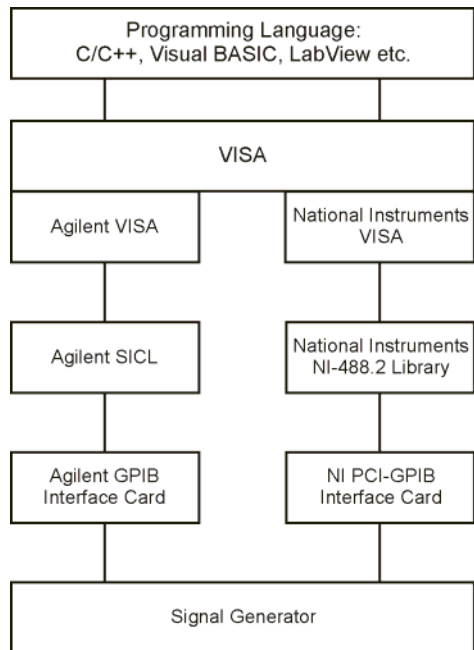 Programming Language:
C/C++, Visual BASIC, LabView etc.
VISA
Agilent VISA
National Instruments
VISA
Agilent SICL
National Instruments
NI-488.2 Library
Agilent GPIB
Interface Card
NI PCI-GPIB
Interface Card
Signal Generator